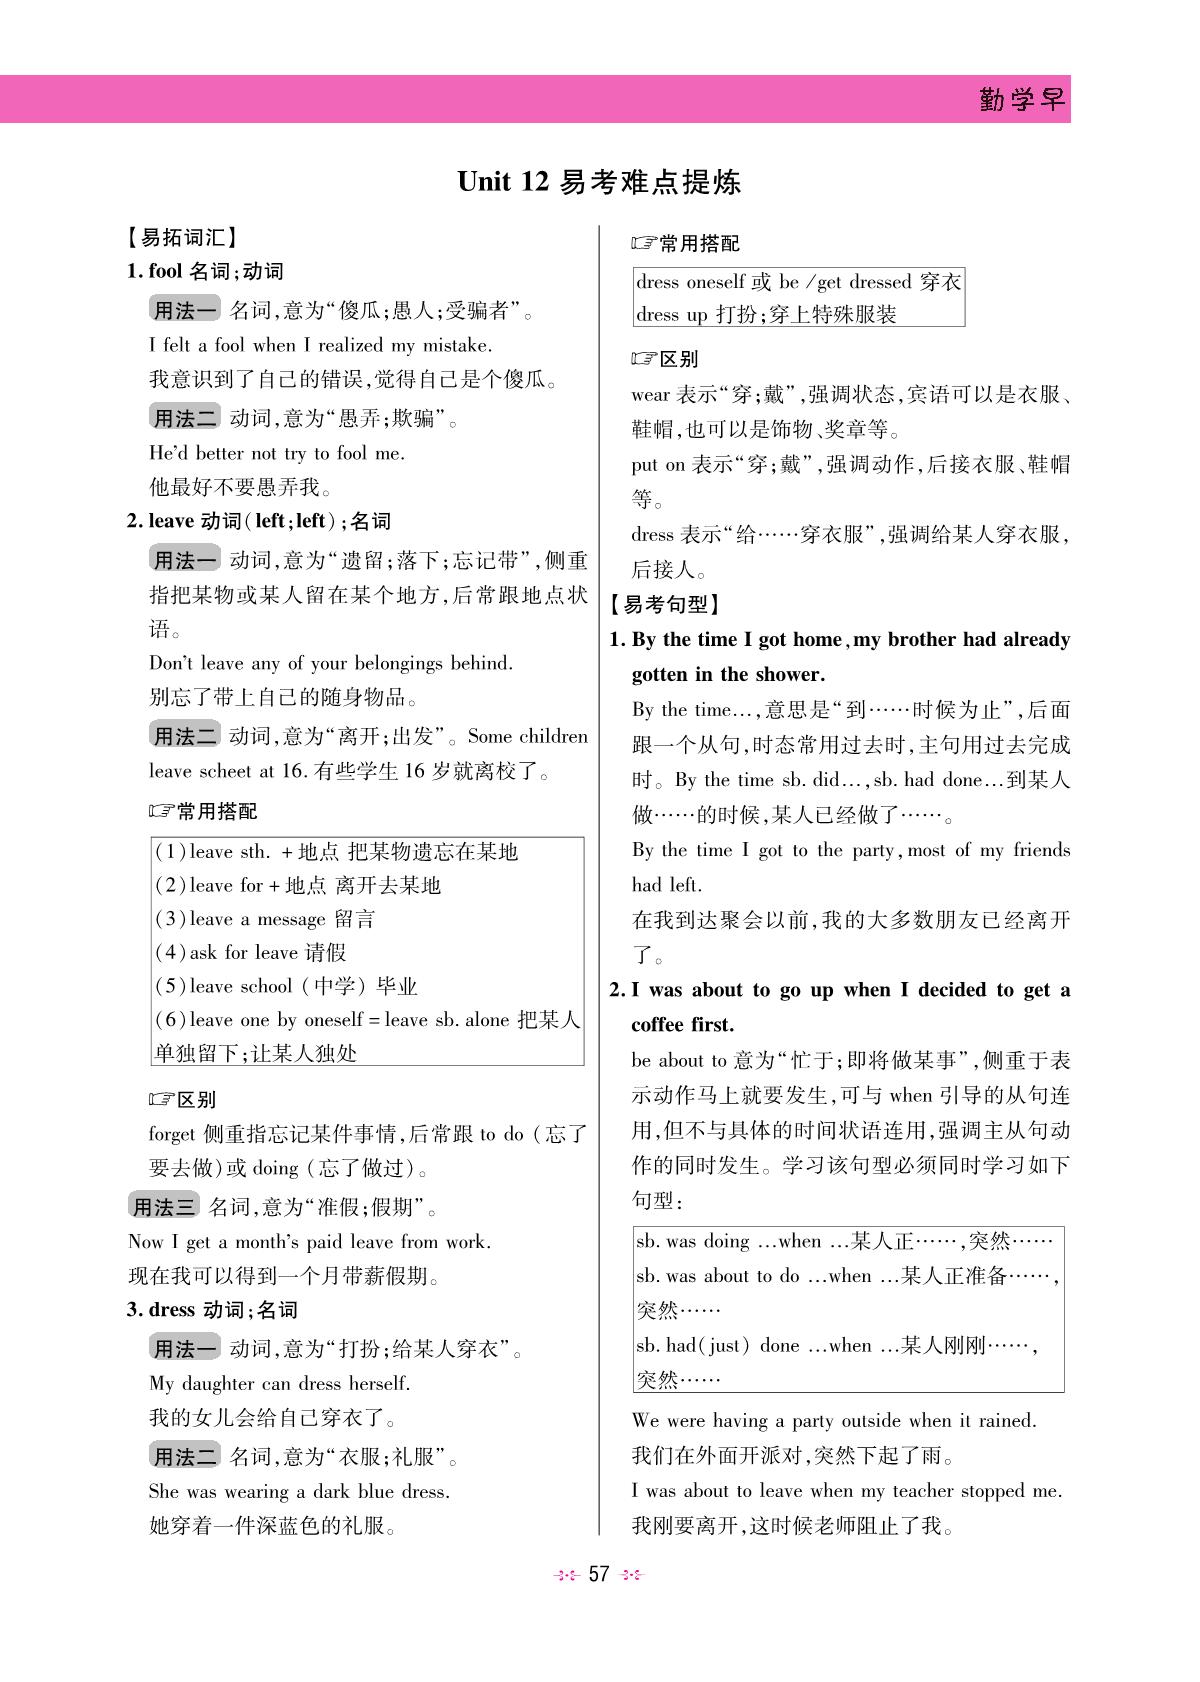 勤学早
Unit 12 易考难点提炼
【易拓词汇】
1. fool 名词;动词
用法一 名词,意为“傻瓜;愚人;受骗者”。
I felt a fool when I realized my mistake.
我意识到了自己的错误,觉得自己是个傻瓜。
用法二 动词,意为“愚弄;欺骗”。
He’d better not try to fool me.
他最好不要愚弄我。
2. leave 动词(left;left);名词
用法一 动词,意为“遗留;落下;忘记带”,侧重
指把某物或某人留在某个地方,后常跟地点状
语。
Don’t leave any of your belongings behind.
别忘了带上自己的随身物品。
用法二 动词,意为“离开;出发”。Some children
leave scheet at 16. 有些学生 16 岁就离校了。
☞常用搭配
(1)leave sth. +地点 把某物遗忘在某地
(2)leave for+地点 离开去某地
(3)leave a message 留言
(4)ask for leave 请假
(5)leave school (中学) 毕业
(6)leave one by oneself=leave sb. alone 把某人
单独留下;让某人独处
☞区别
forget 侧重指忘记某件事情,后常跟 to do (忘了
要去做)或 doing (忘了做过)。
用法三 名词,意为“准假;假期”。
Now I get a month’s paid leave from work.
现在我可以得到一个月带薪假期。
3. dress 动词;名词
用法一 动词,意为“打扮;给某人穿衣”。
My daughter can dress herself.
我的女儿会给自己穿衣了。
用法二 名词,意为“衣服;礼服”。
She was wearing a dark blue dress.
她穿着一件深蓝色的礼服。
☞常用搭配
dress oneself 或 be /get dressed 穿衣
dress up 打扮;穿上特殊服装
☞区别
wear 表示“穿;戴”,强调状态,宾语可以是衣服、
鞋帽,也可以是饰物、奖章等。
put on 表示“穿;戴”,强调动作,后接衣服、鞋帽
等。
dress 表示“给……穿衣服”,强调给某人穿衣服,
后接人。
【易考句型】
1. By the time I got home,my brother had already
gotten in the shower.
By the time…,意思是“到……时候为止”,后面
跟一个从句,时态常用过去时,主句用过去完成
时。By the time sb. did…,sb. had done…到某人
做……的时候,某人已经做了……。
By the time I got to the party,most of my friends
had left.
在我到达聚会以前,我的大多数朋友已经离开
了。
2. I was about to go up when I decided to get a
coffee first.
be about to 意为“忙于;即将做某事”,侧重于表
示动作马上就要发生,可与 when 引导的从句连
用,但不与具体的时间状语连用,强调主从句动
作的同时发生。学习该句型必须同时学习如下
句型:
sb. was doing …when …某人正……,突然……
sb. was about to do …when …某人正准备……,
突然……
sb. had(just) done …when …某人刚刚……,
突然……
We were having a party outside when it rained.
我们在外面开派对,突然下起了雨。
I was about to leave when my teacher stopped me.
我刚要离开,这时候老师阻止了我。
57